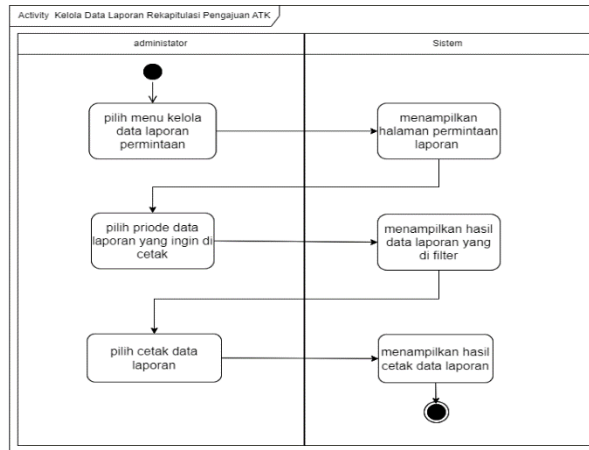 Activity Kelola Data Laporan Rekapitulasi Pengajuan ATK
administator
Sistem
pilih menu kelola
data laporan
permintaan
menampilkan
halaman permintaan
laporan
pilih priode data
laporan yang ingin di
cetak
menampilkan hasil
data laporan yang
di filter
pilih cetak data
laporan
menampilkan hasil
cetak data laporan